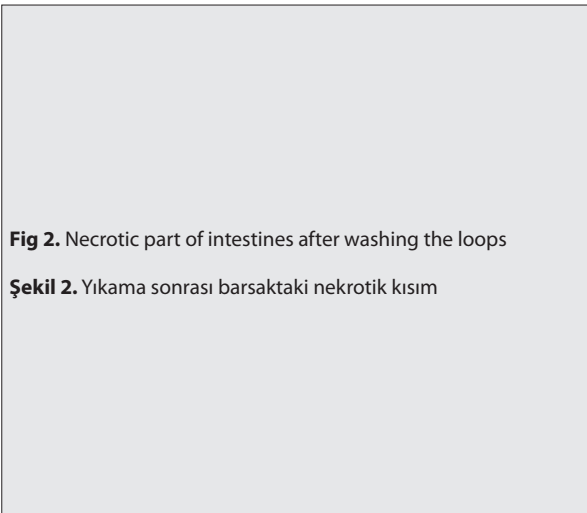 Fig 2. Necrotic part of intestines after washing the loops
Şekil 2. Yıkama sonrası barsaktaki nekrotik kısım